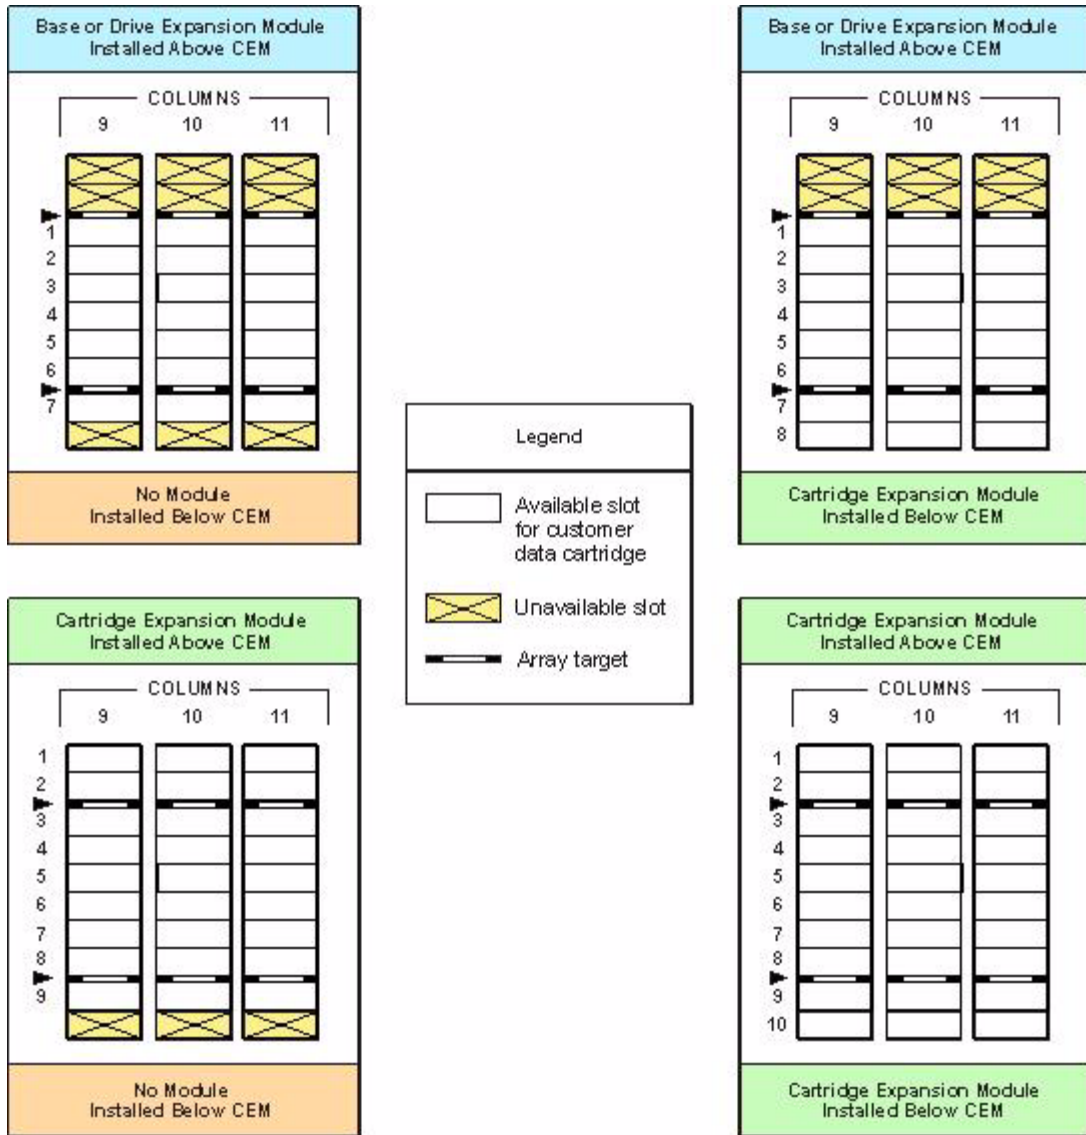 Base or Drive Expansion Module
Installed Above CEM
COLUMNS
9 10 11
1
2
3
4
5
6
7
No Module
Installed Below CEM
Base or Drive Expansion Module
Installed Above CEM
COLUMNS
9 10 11
1
2
3
4
5
6
7
8
Cartridge Expansion Module
Installed Below CEM
Legend
Available slot
for customer
data cartridge
Unavailable slot
Array target
Cartridge Expansion Module
Installed Above CEM
COLUMNS
9 10 11
1
2
3
4
5
6
7
8
9
No Module
Installed Below CEM
Cartridge Expansion Module
Installed Above CEM
COLUMNS
9 10 11
1
2
3
4
5
6
7
8
9
10
Cartridge Expansion Module
Installed Below CEM